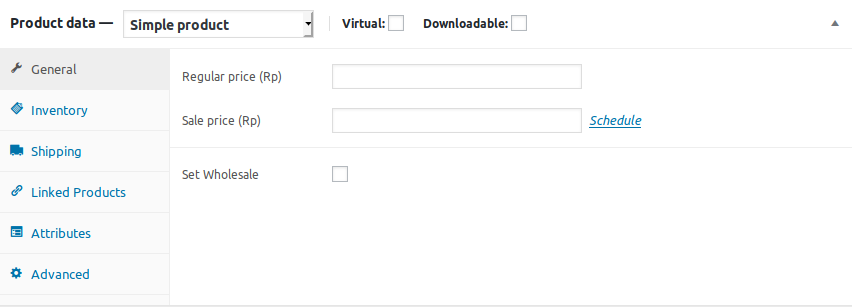 Product data — Simple product Virtual: Downloadable:
General
Inventory
Shipping
Linked Products
Attributes
Advanced
Regular price (Rp)
Sale price (Rp) Schedule
Set Wholesale